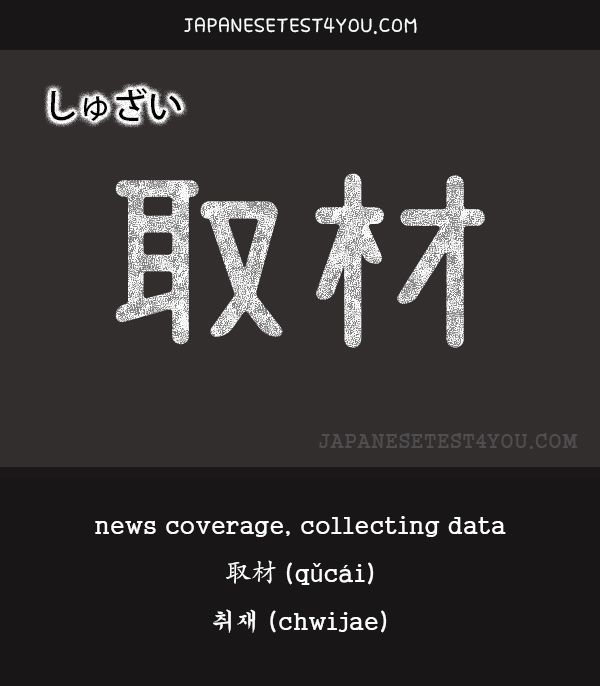 JAPANESETEST4YOU.COM
しゅざい
取材
JAPANESETEST4YOU.COM
news coverage, collecting data
取材 (qǔcái)
취재 (chwijae)